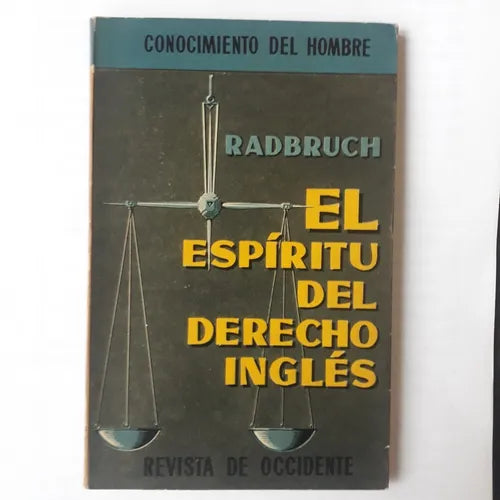 CONOCIMIENTO DEL HOMBRE
RADBRUCH
EL
ESPÍRITU
DEL
DERECHO
INGLÉS
REVISTA DE OCCIDENTE